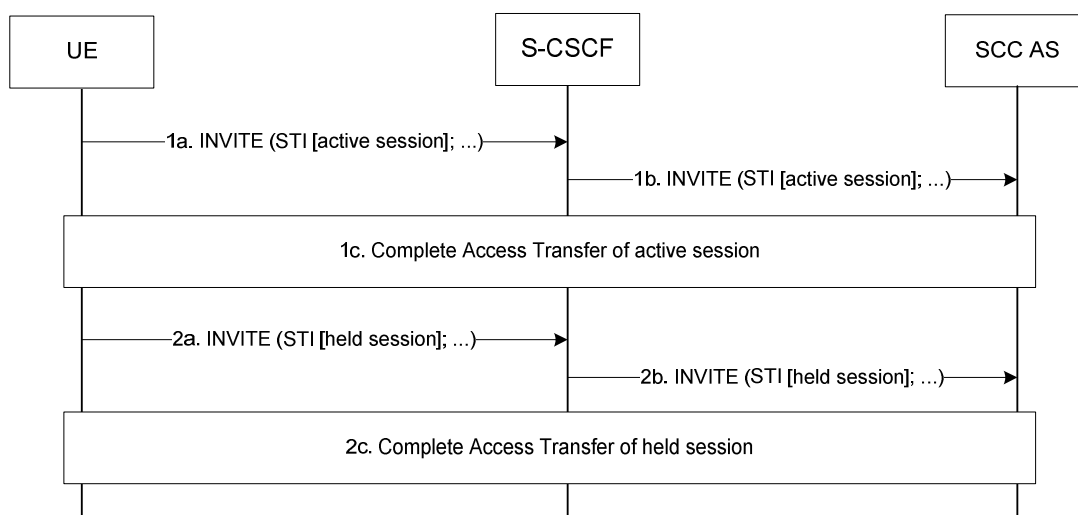 UE
S-CSCF
SCC AS
1a. INVITE (STI [active session]; ...)
1b. INVITE (STI [active session]; ...)
1c. Complete Access Transfer of active session
2a. INVITE (STI [held session]; ...)
2b. INVITE (STI [held session]; ...)
2c. Complete Access Transfer of held session